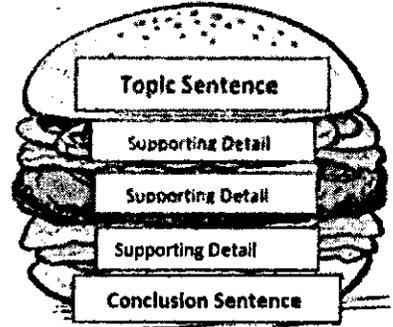 Topic Sentence
Supporting Detail
Supporting Detail
Supporting Detail
Conclusion Sentence